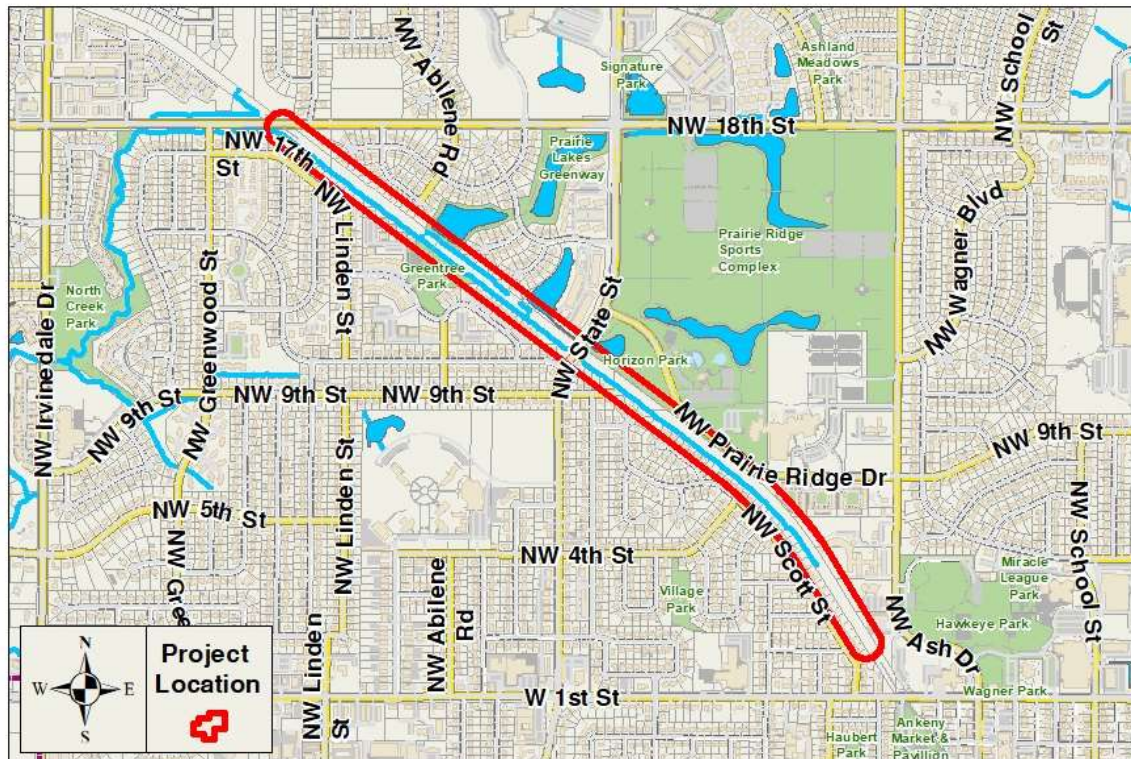 NW Abilene Rd
Signature
Park
Ashland
Meadows
Park
NW School St
NW 18th St
NW 17th
St
Prairie
Lakes
Greenway
NW Linden St
NW Wagner Blvd
Prairie Ridge
Sports
Complex
Greentree
Park
North
Creek
Park
NW Irvinedale Dr
NW Greenwood St
NW State St
Horizon Park
NW 9th St
NW 9th St
NW 9th St
NW 9th St
NW Prairie Ridge Dr
NW Linden St
NW 5th St
NW Gree
NW 4th St
NW Scott St
NW School St
Miracle
League
Park
Village
Park
Hawkeye Park
NW Abilene
Rd
NW Ash Dr
NW Linden
St
W 1st St
Wagner Park
Haubert
Park
Ankeny
Market &
Pavilion
N
W
E
S
Project
Location